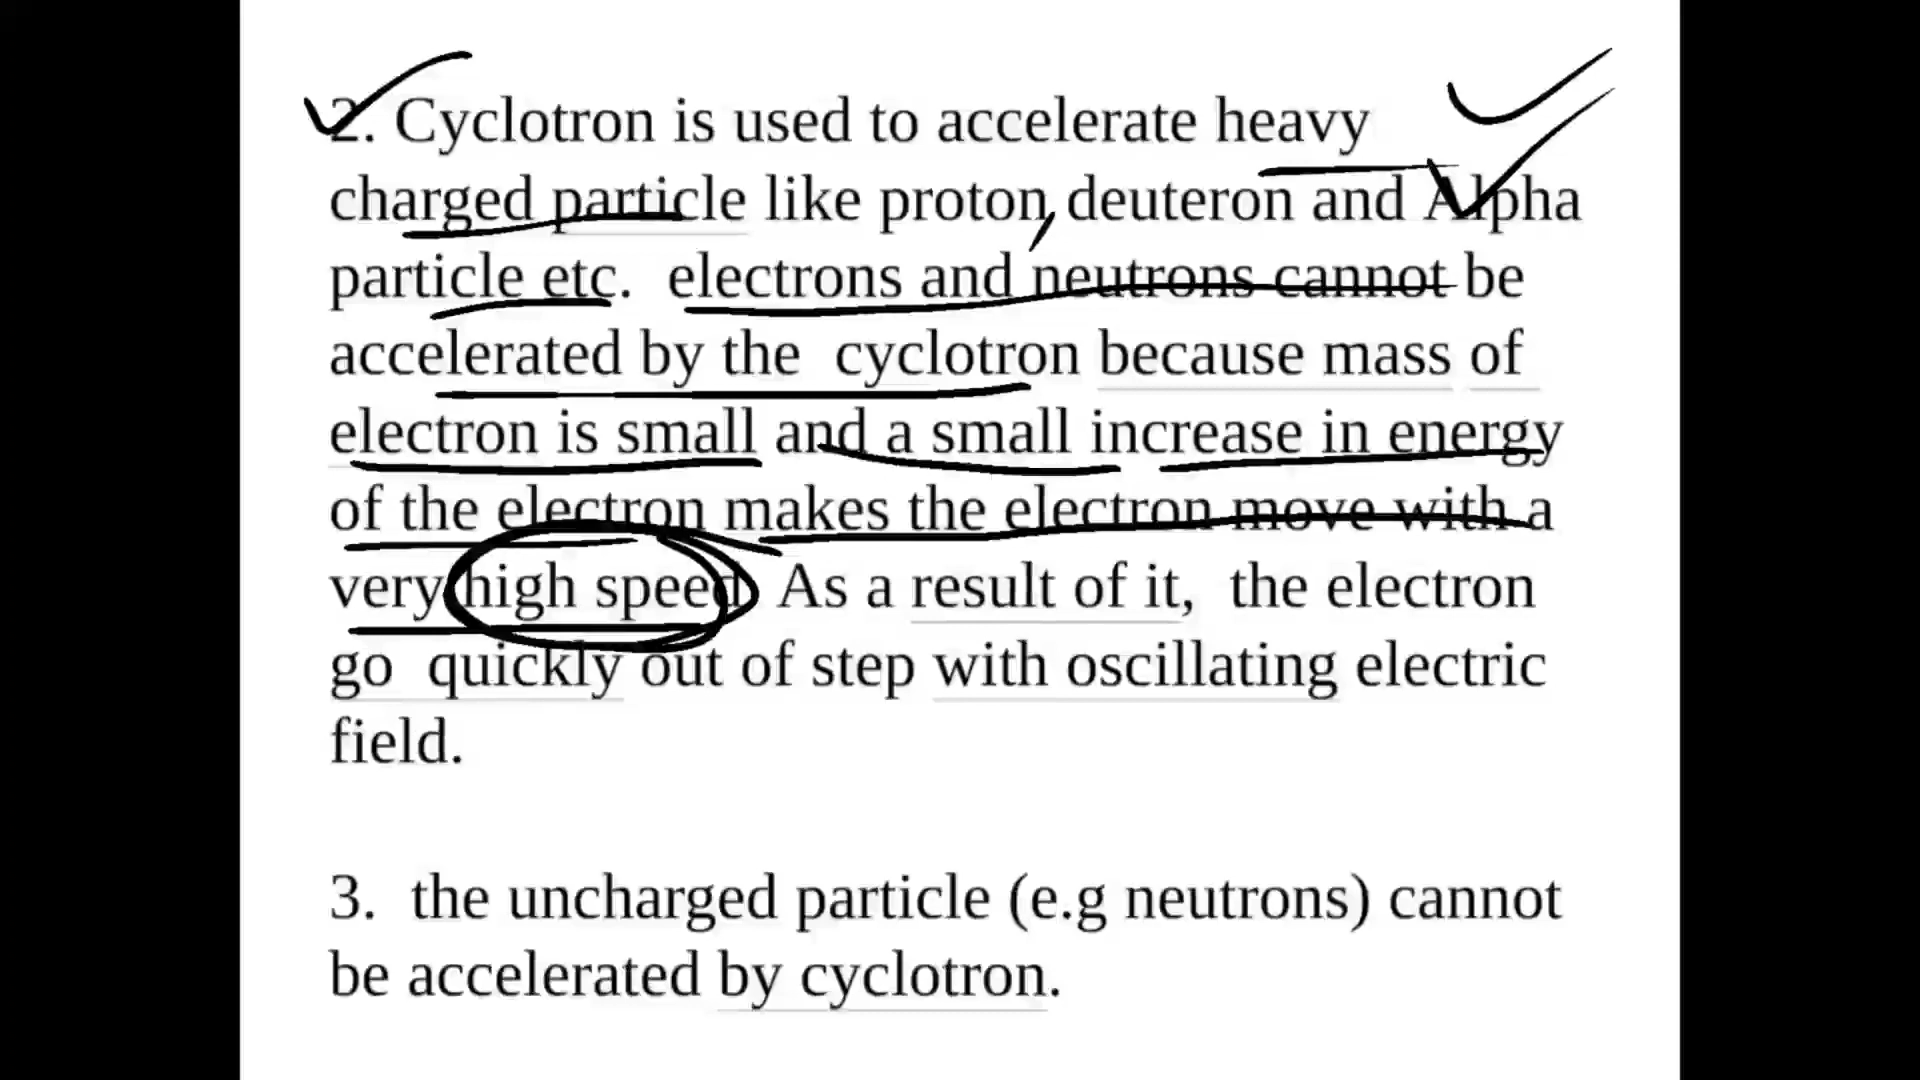 2. Cyclotron is used to accelerate heavy
charged particle like proton, deuteron and Alpha
particle etc. electrons and neutrons cannot be
accelerated by the cyclotron because mass of
electron is small and a small increase in energy
of the electron makes the electron move with a
very high speed. As a result of it, the electron
go quickly out of step with oscillating electric
field.
3. the uncharged particle (e.g neutrons) cannot
be accelerated by cyclotron.